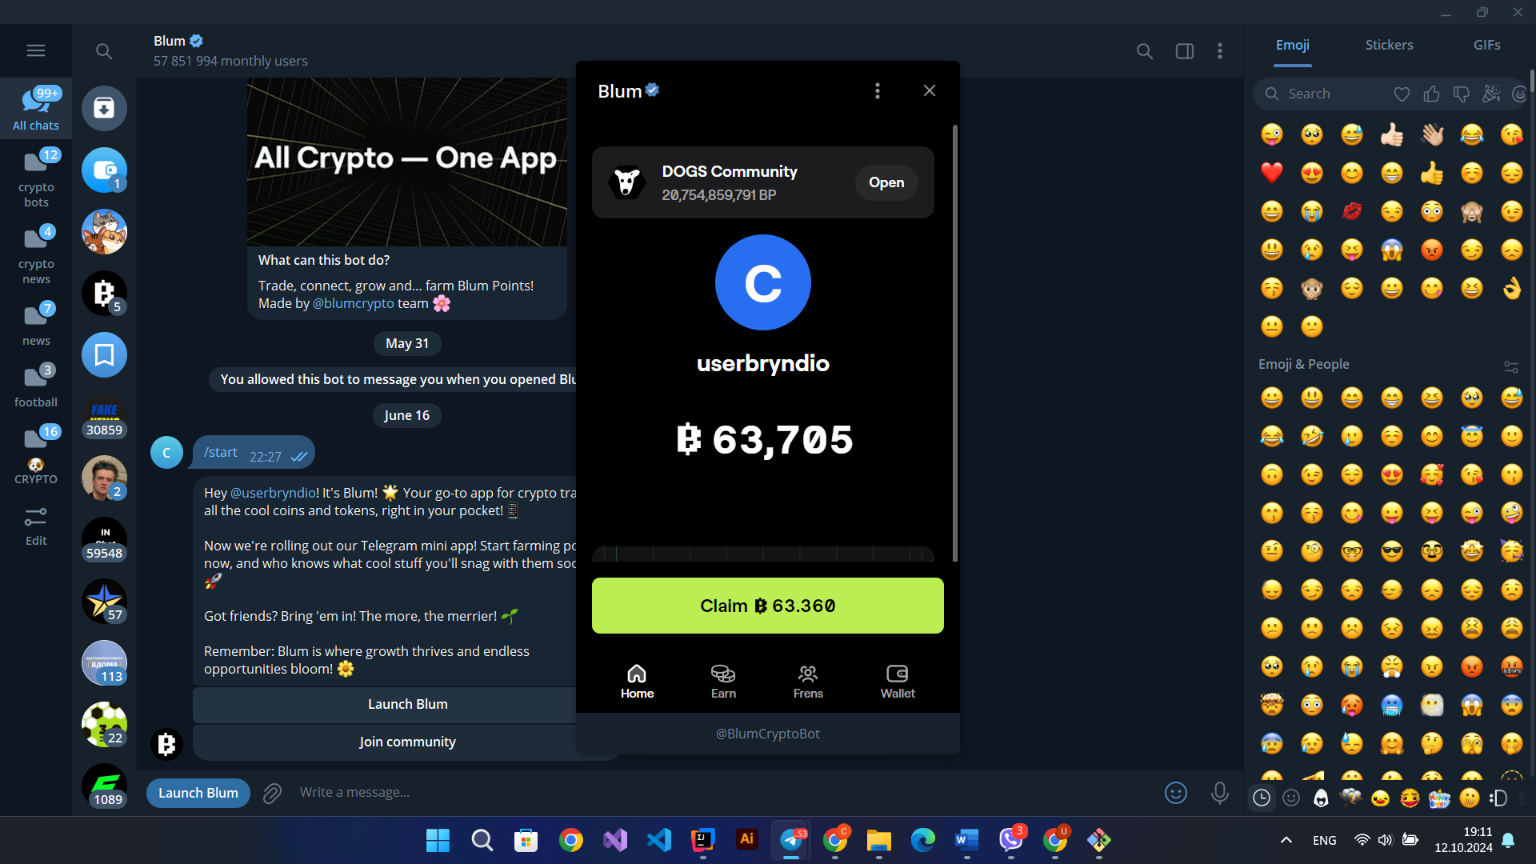 Blum
57 851 994 monthly users
99+
All chats
12
crypto
bots
4
crypto
news
7
news
3
football
16
CRYPTO
Edit
1
5
FAKE
30859
2
IN
59548
57
ВДОМА
113
22
1089
All Crypto — One App
What can this bot do?
Trade, connect, grow and... farm Blum Points!
Made by @blumcrypto team 🌸
May 31
You allowed this bot to message you when you opened Blu
June 16
C
/start 22:27
Hey @userbryndio! It's Blum! 🌟 Your go-to app for crypto tra
all the cool coins and tokens, right in your pocket! 📱
Now we're rolling out our Telegram mini app! Start farming po
now, and who knows what cool stuff you'll snag with them soo
🚀
Got friends? Bring 'em in! The more, the merrier! 🌱
Remember: Blum is where growth thrives and endless
opportunities bloom! 🌼
Launch Blum
Join community
Launch Blum
Write a message...
Blum
DOGS Community
20,754,859,791 BP
Open
C
userbryndio
63,705
Claim 63.360
Home
Earn
Frens
Wallet
@BlumCryptoBot
Emoji
Stickers
GIFs
Search
Emoji & People
Ai
.53
C
W
3
U
ENG
19:11
12.10.2024